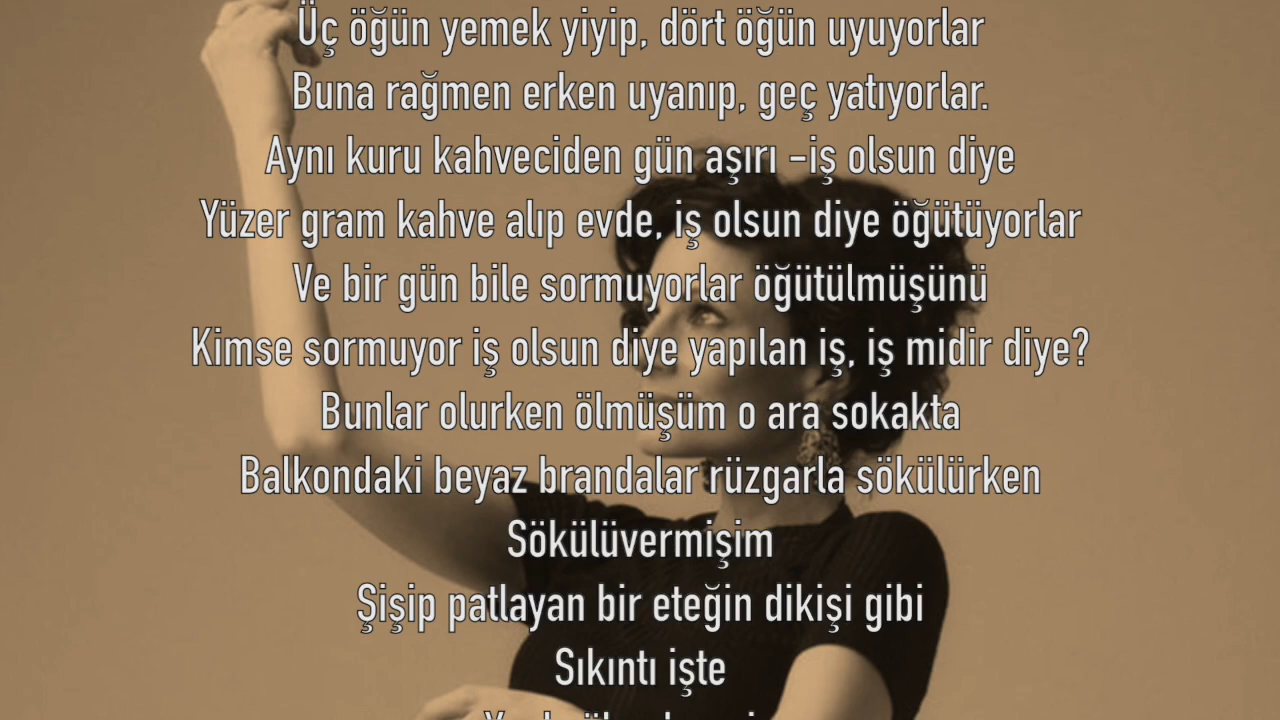 Üç öğün yemek yiyip, dört öğün uyuyorlar
Buna rağmen erken uyanıp, geç yatıyorlar.
Aynı kuru kahveciden gün aşırı -iş olsun diye
Yüzer gram kahve alıp evde, iş olsun diye öğütüyorlar
Ve bir gün bile sormuyorlar öğütülmüşünü
Kimse sormuyor iş olsun diye yapılan iş, iş midir diye?
Bunlar olurken ölmüşüm o ara sokakta
Balkondaki beyaz brandalar rüzgarla sökülürken
Sökülüvermişim
Şişip patlayan bir eteğin dikişi gibi
Sıkıntı işte